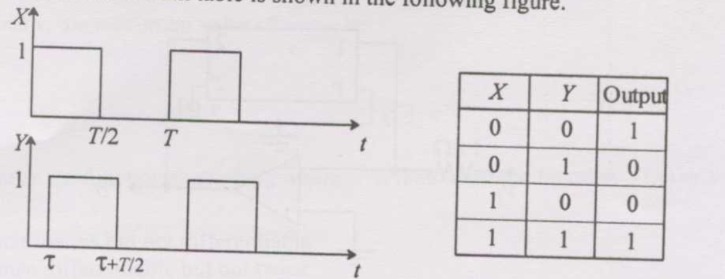 table is shown in the following figure.
X
1
T/2 T t
Y
1
τ τ+T/2 t
X Y Output
0 0 1
0 1 0
1 0 0
1 1 1